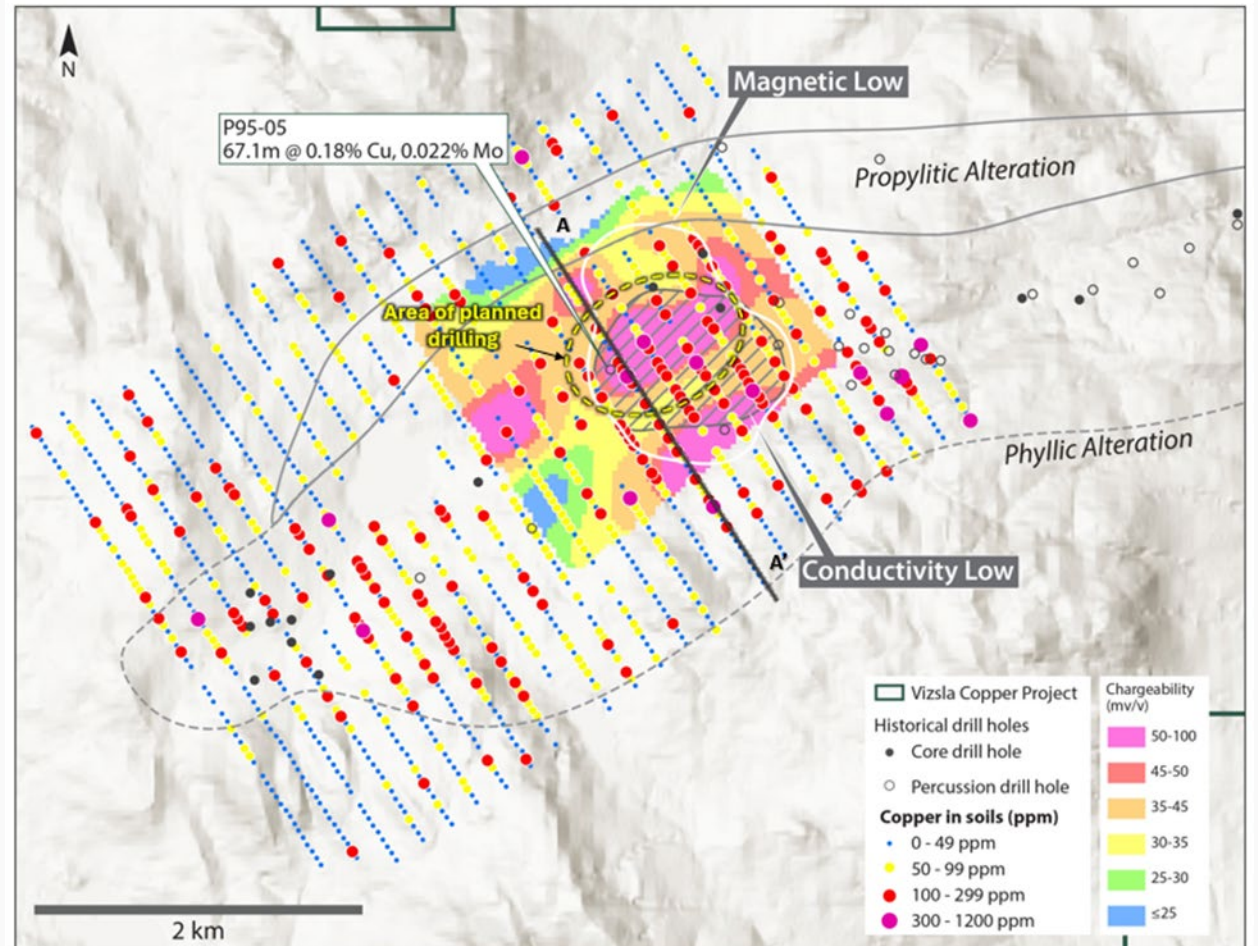 N
Magnetic Low
P95-05
67.1m @ 0.18% Cu, 0.022% Mo
Propylitic Alteration
A
Area of planned
drilling
Phyllic Alteration
A'
Conductivity Low
Vizsla Copper Project
Historical drill holes
Core drill hole
Percussion drill hole
Copper in soils (ppm)
0 - 49 ppm
50 - 99 ppm
100 - 299 ppm
300 - 1200 ppm
Chargeability
(mv/v)
50-100
45-50
35-45
30-35
25-30
≤25
2 km